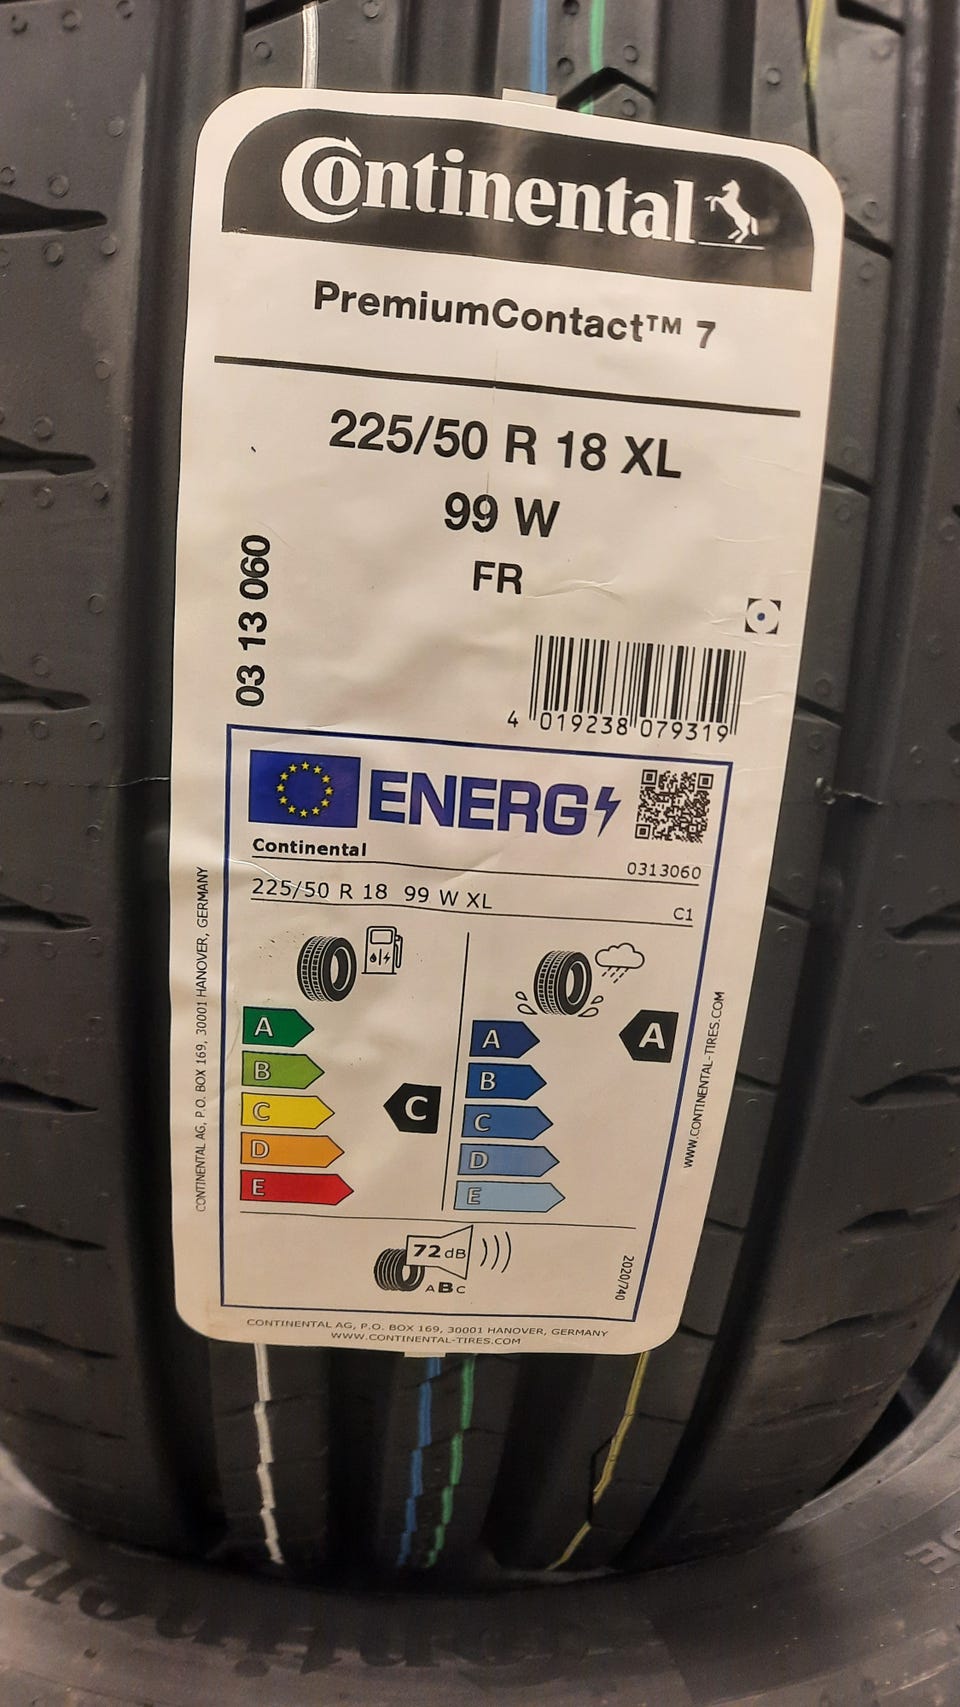 Continental
PremiumContact™ 7
225/50 R 18 XL
99 W
FR
03 13 060
4 019238 079319
ENERG
Continental
0313060
225/50 R 18 99 W XL
C1
A
B
C
D
E
C
A
B
C
D
E
A
72 dB
ABC
2020/740
CONTINENTAL AG, P.O. BOX 169, 30001 HANOVER, GERMANY
WWW.CONTINENTAL-TIRES.COM
CONTINENTAL AG, P.O. BOX 169, 30001 HANOVER, GERMANY
WWW.CONTINENTAL-TIRES.COM